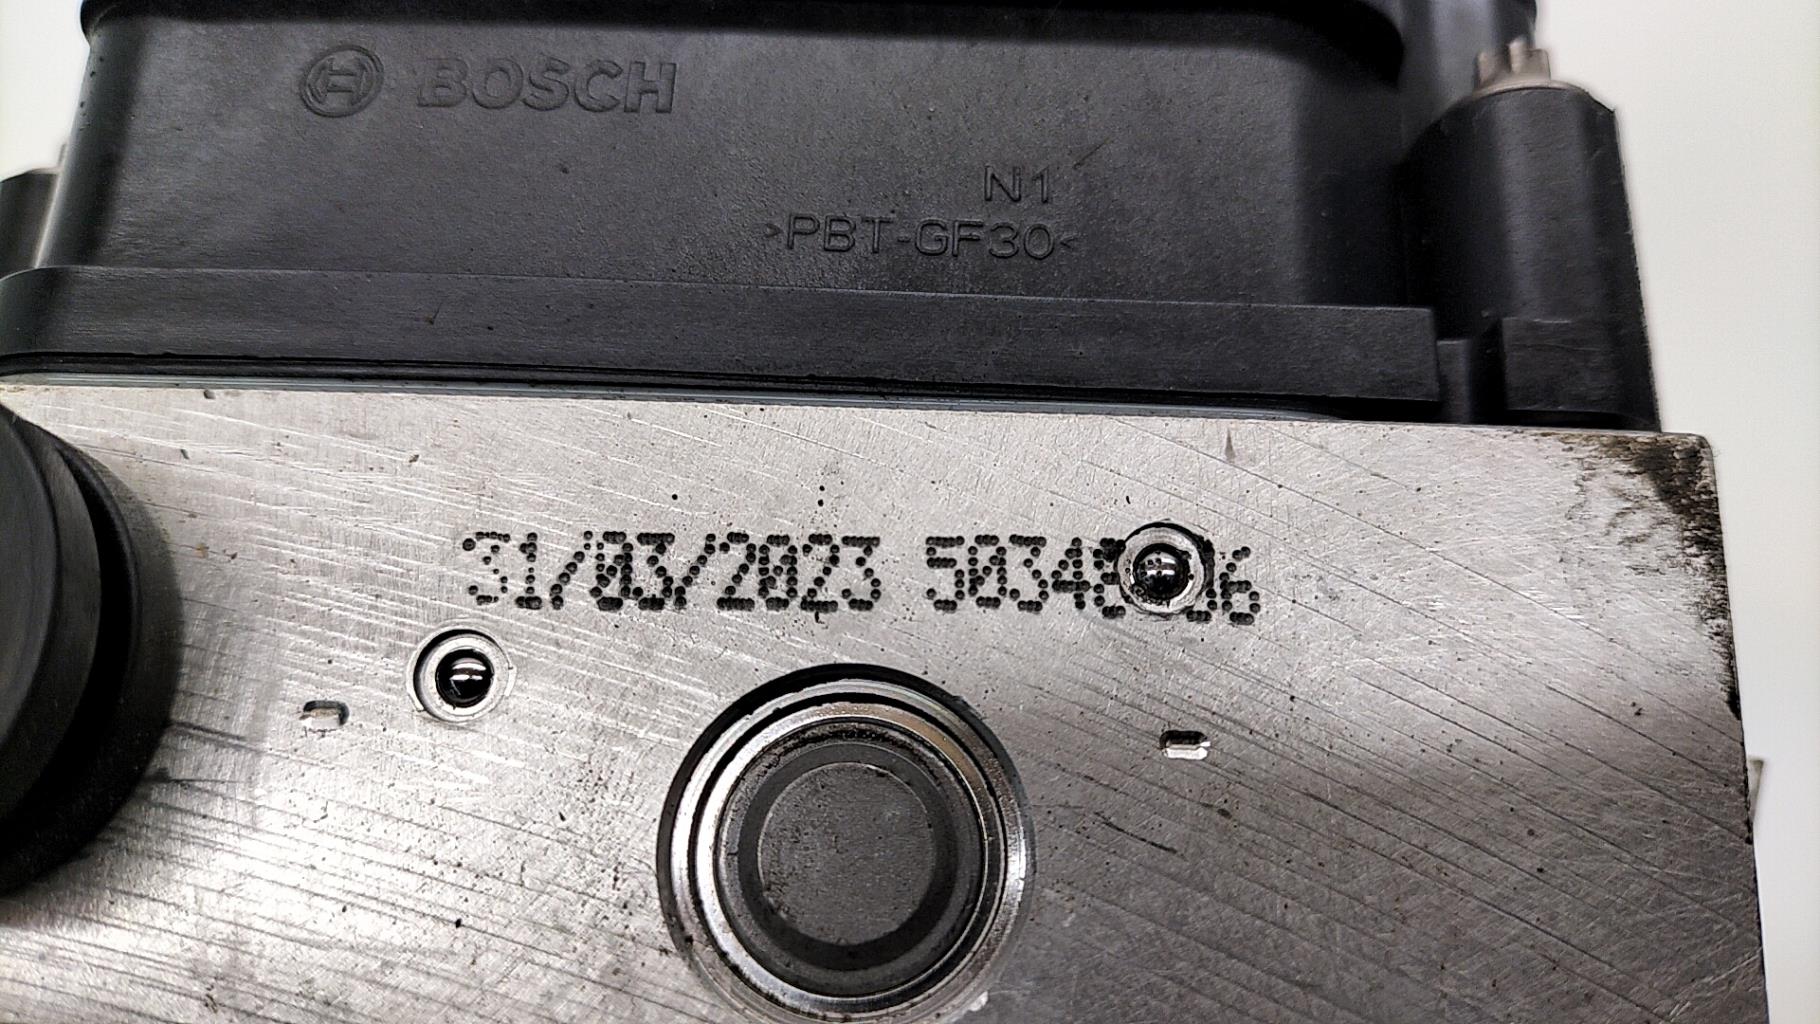 BOSCH
N1
>PBT-GF30<
31/03/2023